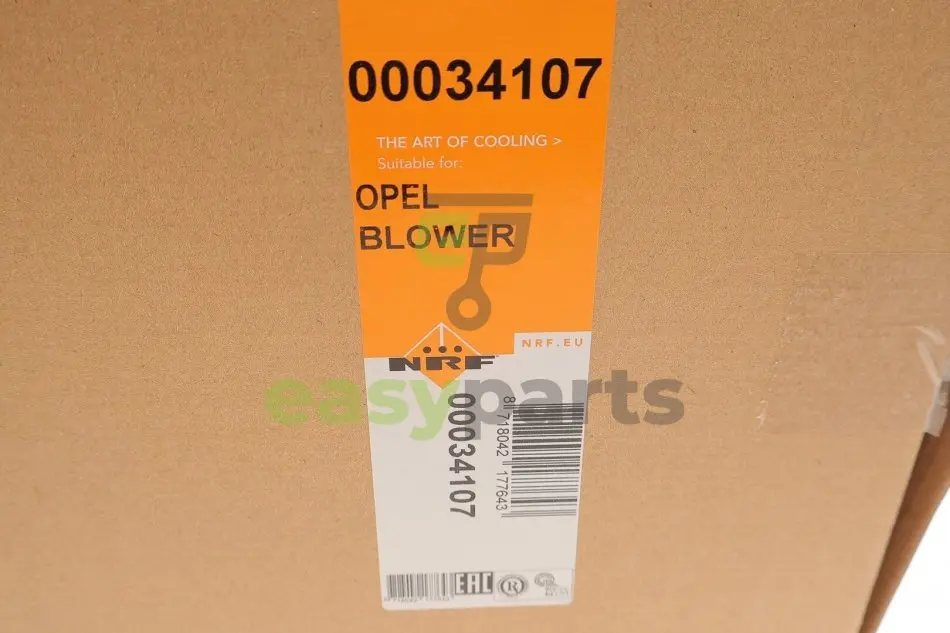 00034107
THE ART OF COOLING >
Suitable for:
OPEL
BLOWER
NRF.EU
NRF
easyparts
00034107
8 718042 177643
EAC